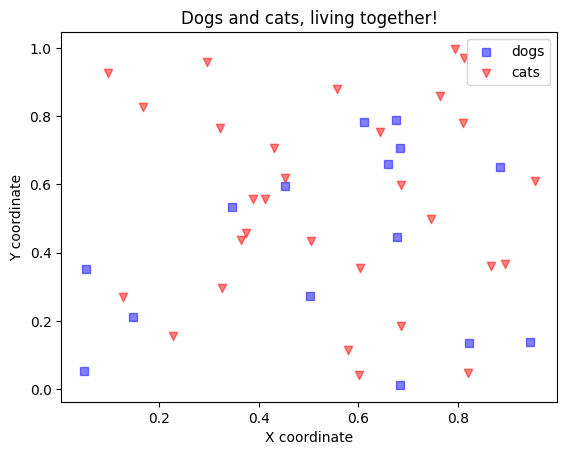 Dogs and cats, living together!
dogs
cats
1.0
0.8
0.6
0.4
0.2
0.0
Y coordinate
0.2 0.4 0.6 0.8
X coordinate